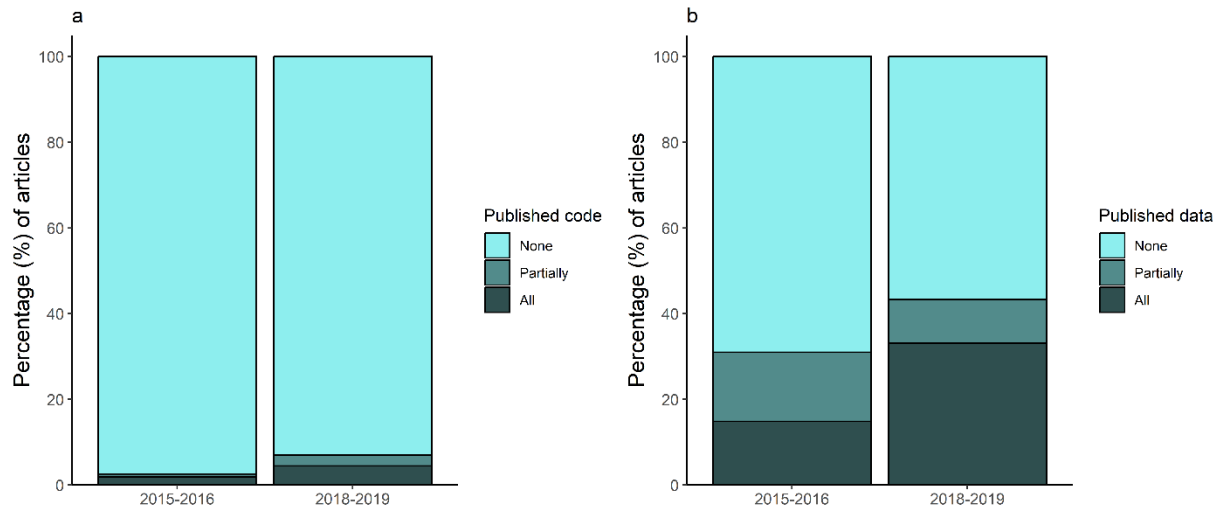 a
Percentage (%) of articles
100
80
60
40
20
0
2015-2016
2018-2019
Published code
None
Partially
All
b
Percentage (%) of articles
100
80
60
40
20
0
2015-2016
2018-2019
Published data
None
Partially
All